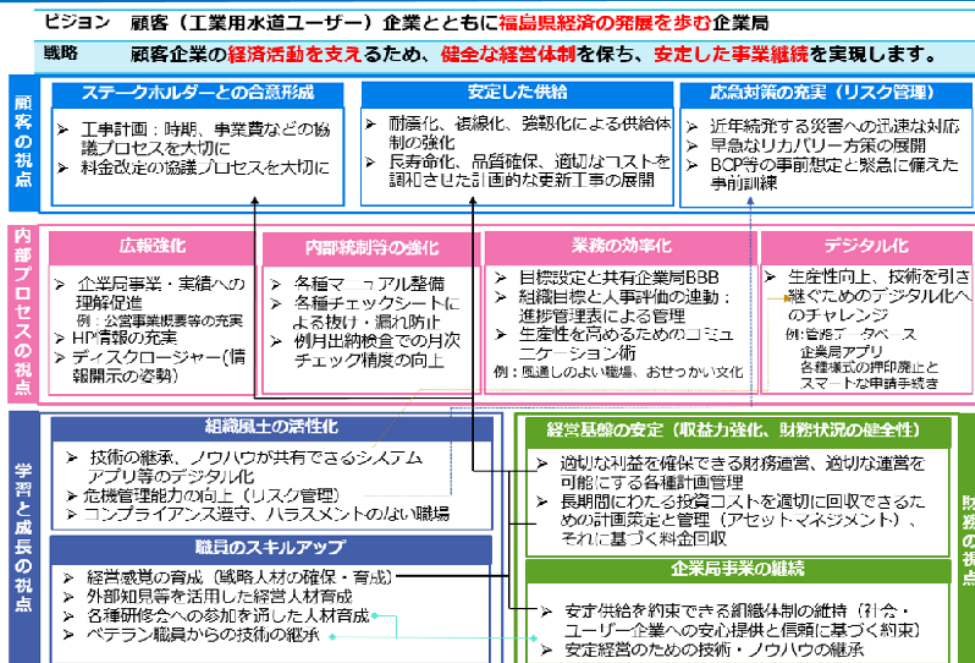 ビジョン 顧客（工業用水道ユーザー）企業とともに福島県経済の発展を歩む企業局
戦略 顧客企業の経済活動を支えるため、健全な経営体制を保ち、安定した事業継続を実現します。
顧客の視点
ステークホルダーとの合意形成
➢ 工事計画：時期、事業費などの協
議プロセスを大切に
➢ 料金改定の協議プロセスを大切に
安定した供給
➢ 耐震化、複線化、強靱化による供給体
制の強化
➢ 長寿命化、品質確保、適切なコストを
調和させた計画的な更新工事の展開
応急対策の充実（リスク管理）
➢ 近年続発する災害への迅速な対応
➢ 早急なリカバリー方策の展開
➢ BCP等の事前想定と緊急に備えた
事前訓練
内部プロセスの視点
広報強化
➢ 企業局事業・実績への
理解促進
例：公営事業概要等の充実
➢ HP情報の充実
➢ ディスクロージャー(情
報開示の姿勢）
内部統制等の強化
➢ 各種マニュアル整備
➢ 各種チェックシートに
よる抜け・漏れ防止
➢ 例月出納検査での月次
チェック精度の向上
業務の効率化
➢ 目標設定と共有企業局BBB
➢ 組織目標と人事評価の連動：
進捗管理表による管理
➢ 生産性を高めるためのコミュ
ニケーション術
例：風通しのよい職場、おせっかい文化
デジタル化
➢ 生産性向上、技術を引き
継ぐためのデジタル化へ
のチャレンジ
例:管路データベース
企業局アプリ
各種様式の押印廃止と
スマートな申請手続き
学習と成長の視点
組織風土の活性化
➢ 技術の継承、ノウハウが共有できるシステム
アプリ等のデジタル化
➢ 危機管理能力の向上（リスク管理）
➢ コンプライアンス遵守、ハラスメントのない職場
職員のスキルアップ
➢ 経営感覚の育成（戦略人材の確保・育成）
➢ 外部知見等を活用した経営人材育成
➢ 各種研修会への参加を通した人材育成
➢ ベテラン職員からの技術の継承
財務の視点
経営基盤の安定（収益力強化、財務状況の健全性）
➢ 適切な利益を確保できる財務運営、適切な運営を
可能にする各種計画管理
➢ 長期間にわたる投資コストを適切に回収できるた
めの計画策定と管理（アセットマネジメント）、
それに基づく料金回収
企業局事業の継続
➢ 安定供給を約束できる組織体制の維持（社会・
ユーザー企業への安心提供と信頼に基づく約束）
➢ 安定経営のための技術・ノウハウの継承